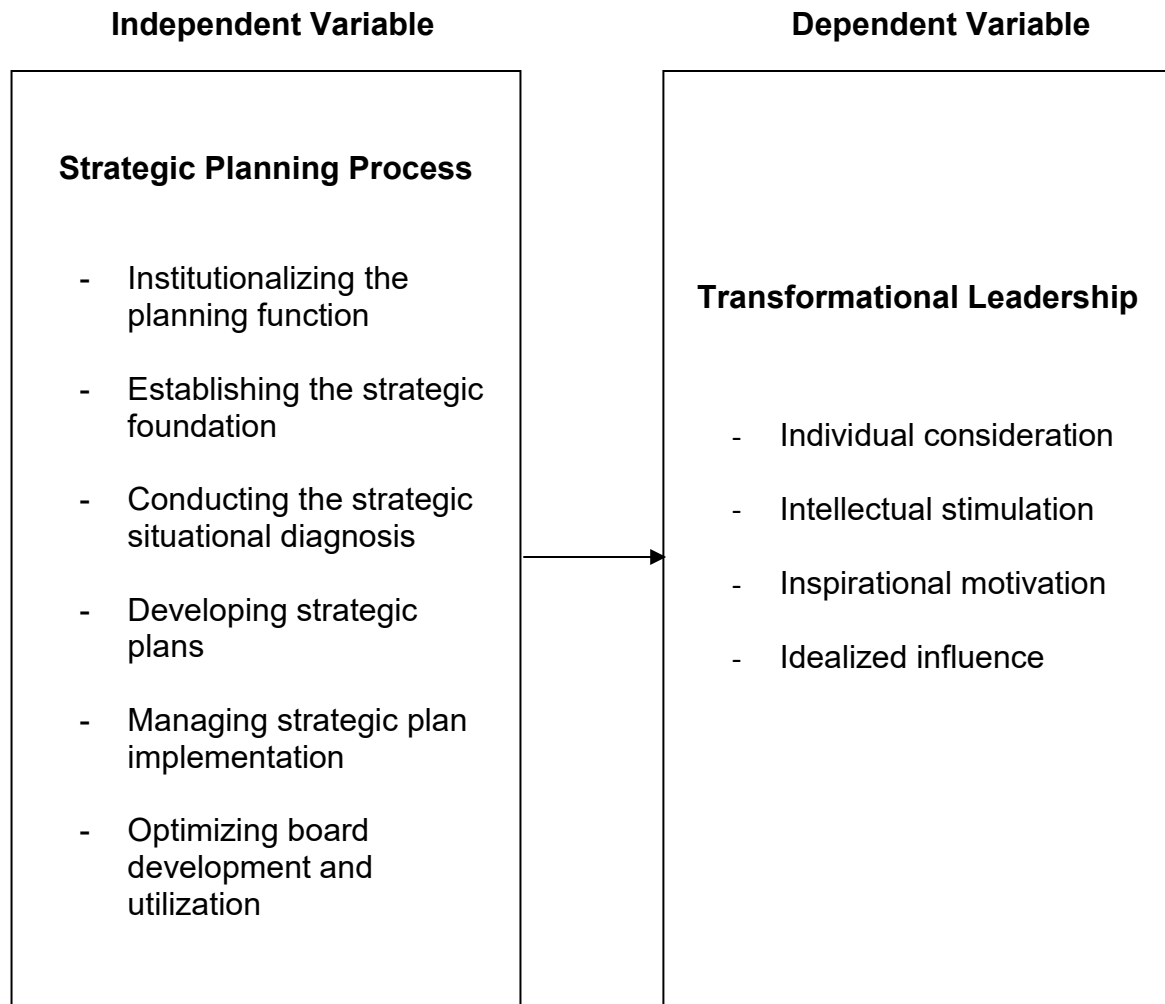 Independent Variable
Dependent Variable
Strategic Planning Process
- Institutionalizing the
planning function
- Establishing the strategic
foundation
- Conducting the strategic
situational diagnosis
- Developing strategic
plans
- Managing strategic plan
implementation
- Optimizing board
development and
utilization
Transformational Leadership
- Individual consideration
- Intellectual stimulation
- Inspirational motivation
- Idealized influence